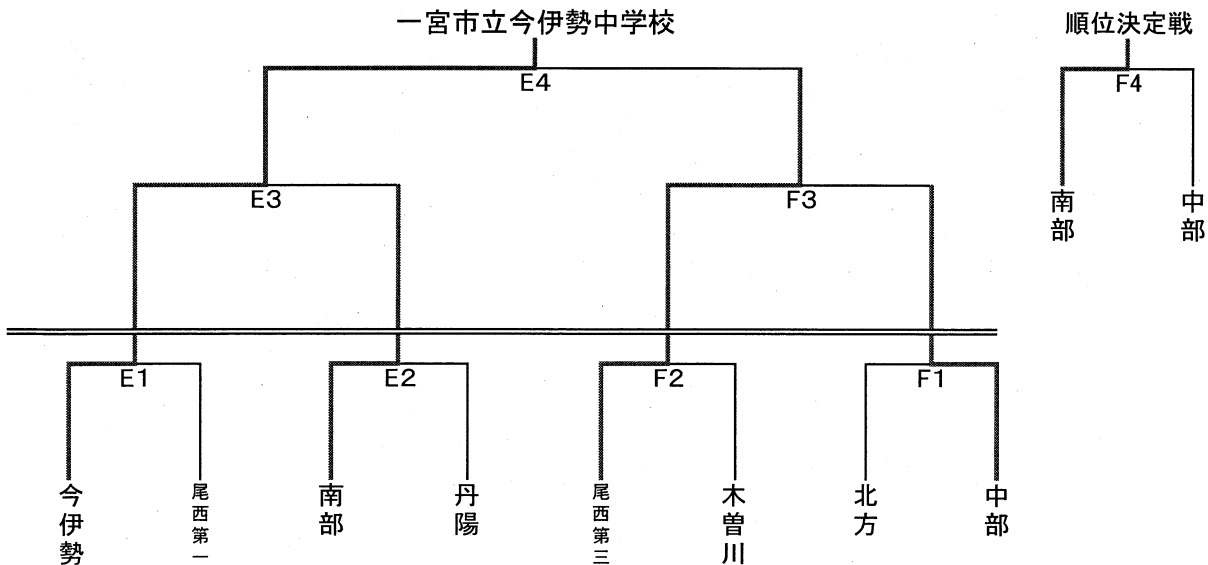 一宮市立今伊勢中学校
順位決定戦
E4
F4
E3
F3
南部
中部
E1
E2
F2
F1
今伊勢
尾西第一
南部
丹陽
尾西第三
木曽川
北方
中部